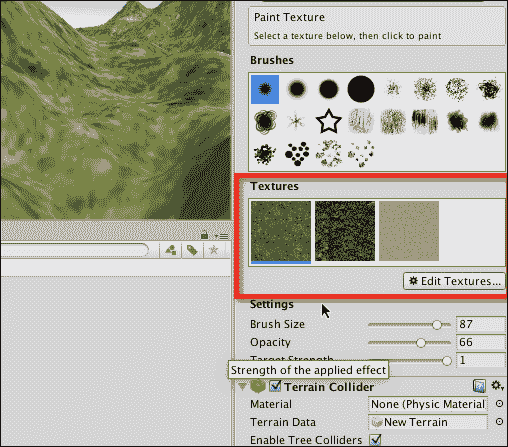 Paint Texture
Select a texture below, then click to paint
Brushes
Textures
Edit Textures...
Settings
Brush Size 87
Opacity 66
Target Strength 1
Strength of the applied effect
Terrain Collider
Material None (Physic Material
Terrain Data New Terrain
Enable Tree Colliders